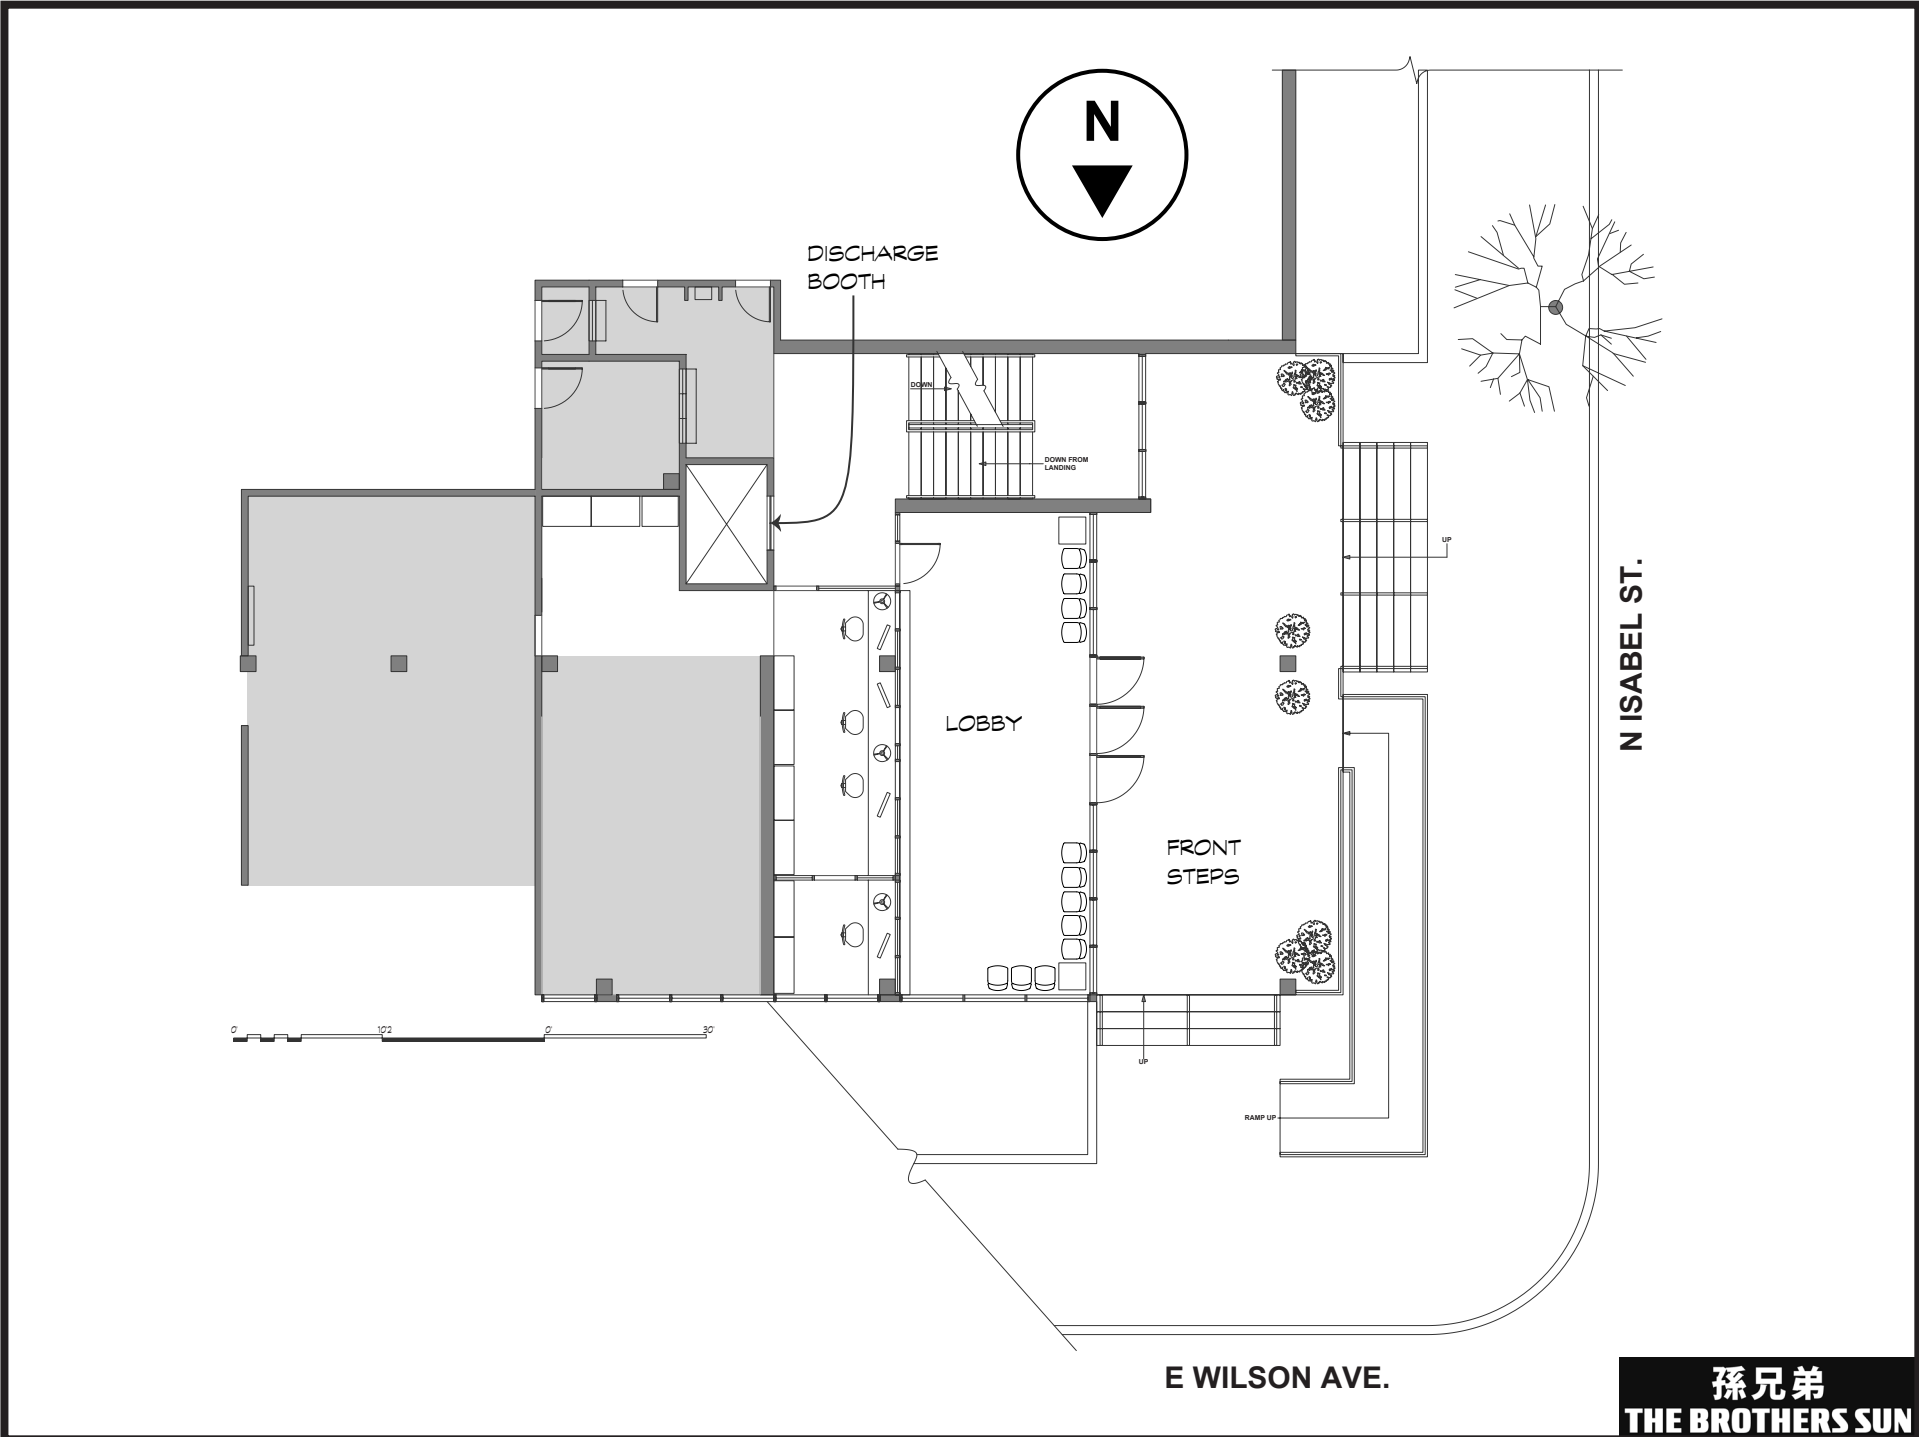 N
DISCHARGE
BOOTH
DOWN
DOWN FROM
LANDING
UP
N ISABEL ST.
LOBBY
FRONT
STEPS
0'
10'2
0'
30'
UP
RAMP UP
E WILSON AVE.
孫兄弟
THE BROTHERS SUN